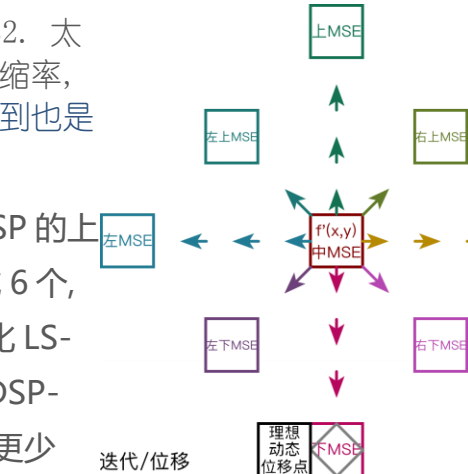 2. 太
缩率,
到也是
SP 的上
6 个,
化 LS-
DSP-
更少
上MSE
左上MSE
右上MSE
左MSE
f'(x,y)
中MSE
左下MSE
右下MSE
理想
动态
位移点
下MSE
迭代/位移